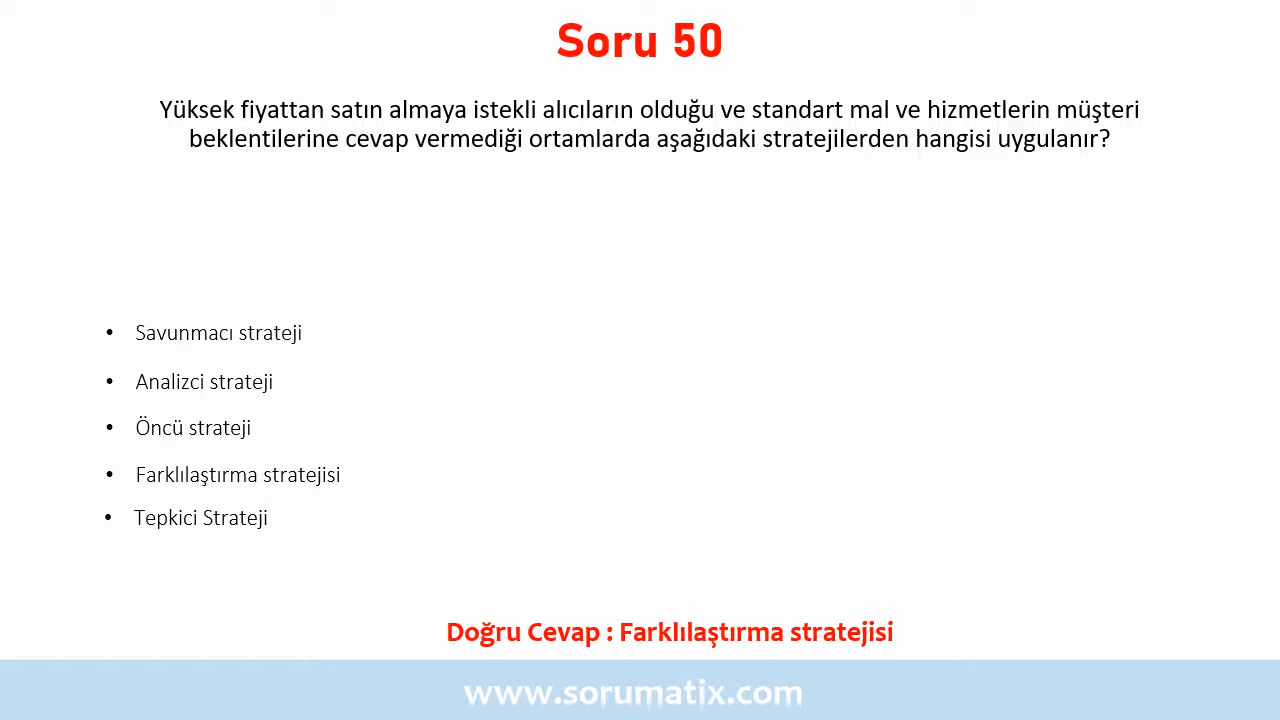 Soru 50
Yüksek fiyattan satın almaya istekli alıcıların olduğu ve standart mal ve hizmetlerin müşteri
beklentilerine cevap vermediği ortamlarda aşağıdaki stratejilerden hangisi uygulanır?
• Savunmacı strateji
• Analizci strateji
• Öncü strateji
• Farklılaştırma stratejisi
• Tepkici Strateji
Doğru Cevap : Farklılaştırma stratejisi
www.sorumatix.com